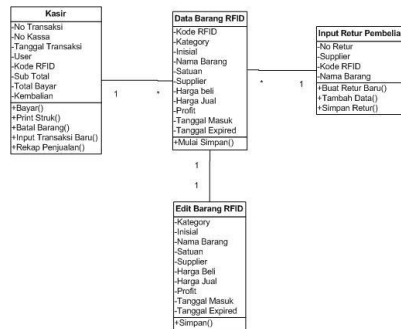 Kasir
-No Transaksi
-No Kassa
-Tanggal Transaksi
-User
-Kode RFID
-Sub Total
-Total Bayar
-Kembalian
+Bayar()
+Print Struk()
+Batal Barang()
+Input Transaksi Baru()
+Rekap Penjualan()
1
*
Data Barang RFID
-Kode RFID
-Kategory
-Inisial
-Nama Barang
-Satuan
-Supplier
-Harga beli
-Harga Jual
-Profit
-Tanggal Masuk
-Tanggal Expired
+Mulai Simpan()
*
1
Input Retur Pembelia
-No Retur
-Supplier
-Kode RFID
-Nama Barang
+Buat Retur Baru()
+Tambah Data()
+Simpan Retur()
1
1
Edit Barang RFID
-Kategory
-Inisial
-Nama Barang
-Satuan
-Supplier
-Harga Beli
-Harga Jual
-Profit
-Tanggal Masuk
-Tanggal Expired
+Simpan()